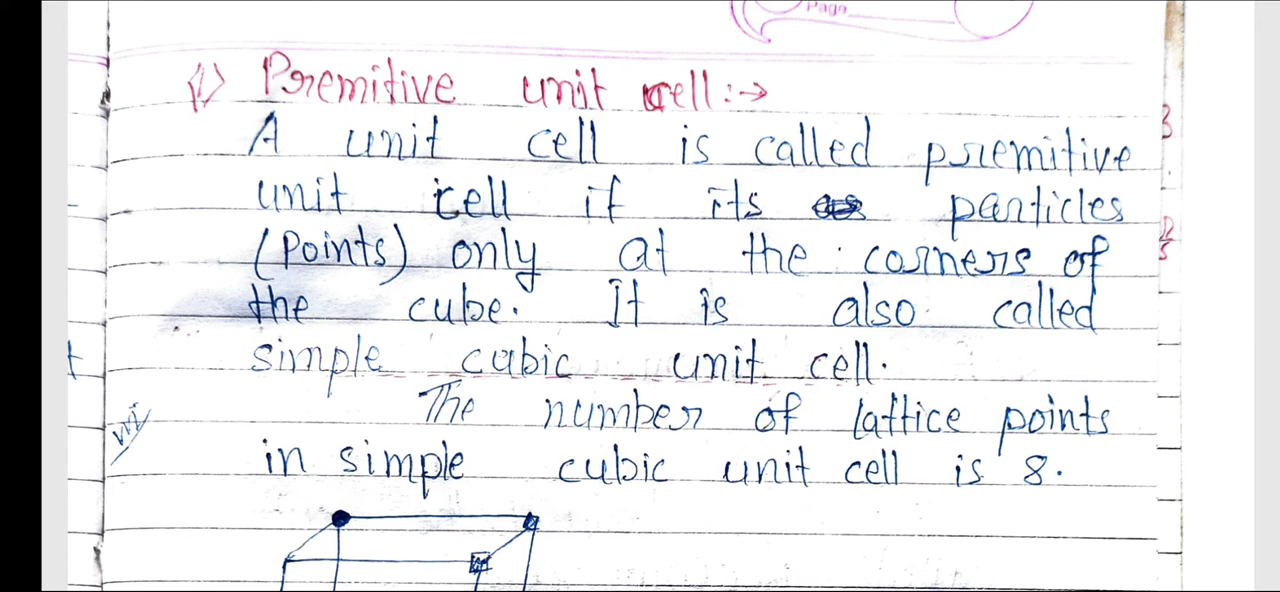 Page
1) Premitive unit cell :→
A unit cell is called premitive
unit cell if its particles
(Points) only at the corners of
the cube. It is also called
simple cubic unit cell.
The number of lattice points
in simple cubic unit cell is 8.